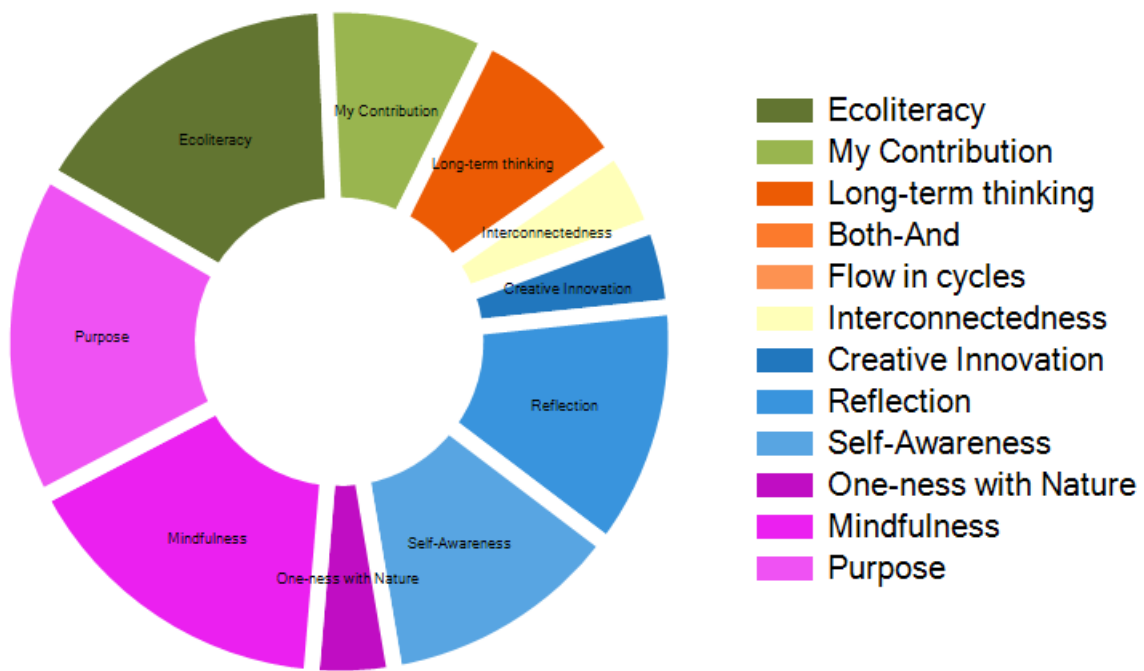 My Contribution
Ecoliteracy
Long-term thinking
Interconnectedness
Creative Innovation
Purpose
Reflection
Mindfulness
Self-Awareness
One-ness with Nature
Ecoliteracy
My Contribution
Long-term thinking
Both-And
Flow in cycles
Interconnectedness
Creative Innovation
Reflection
Self-Awareness
One-ness with Nature
Mindfulness
Purpose